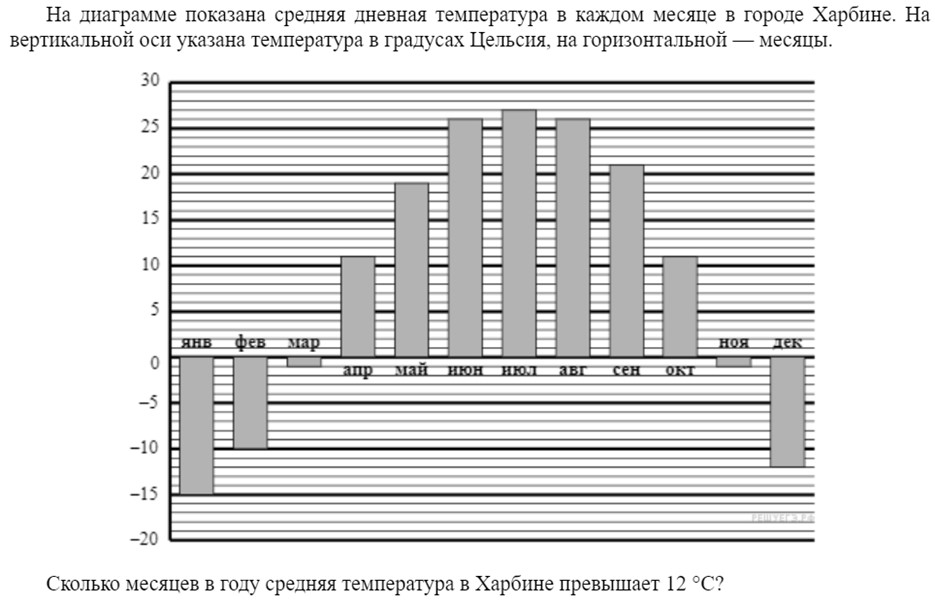 На диаграмме показана средняя дневная температура в каждом месяце в городе Харбине. На
вертикальной оси указана температура в градусах Цельсия, на горизонтальной — месяцы.
30
25
20
15
10
5
янв фев мар ноя дек
0
апр май июн июл авг сен окт
–5
–10
–15
РЕШУЕГЭ.РФ
–20
Сколько месяцев в году средняя температура в Харбине превышает 12 °C?